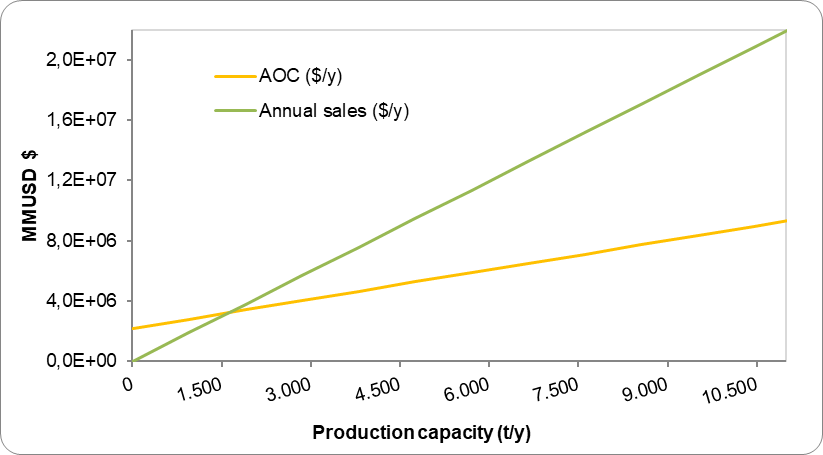 2,0E+07
1,6E+07
1,2E+07
8,0E+06
4,0E+06
0,0E+00
MMUSD $
AOC ($/y)
Annual sales ($/y)
0
1.500
3.000
4.500
6.000
7.500
9.000
10.500
Production capacity (t/y)